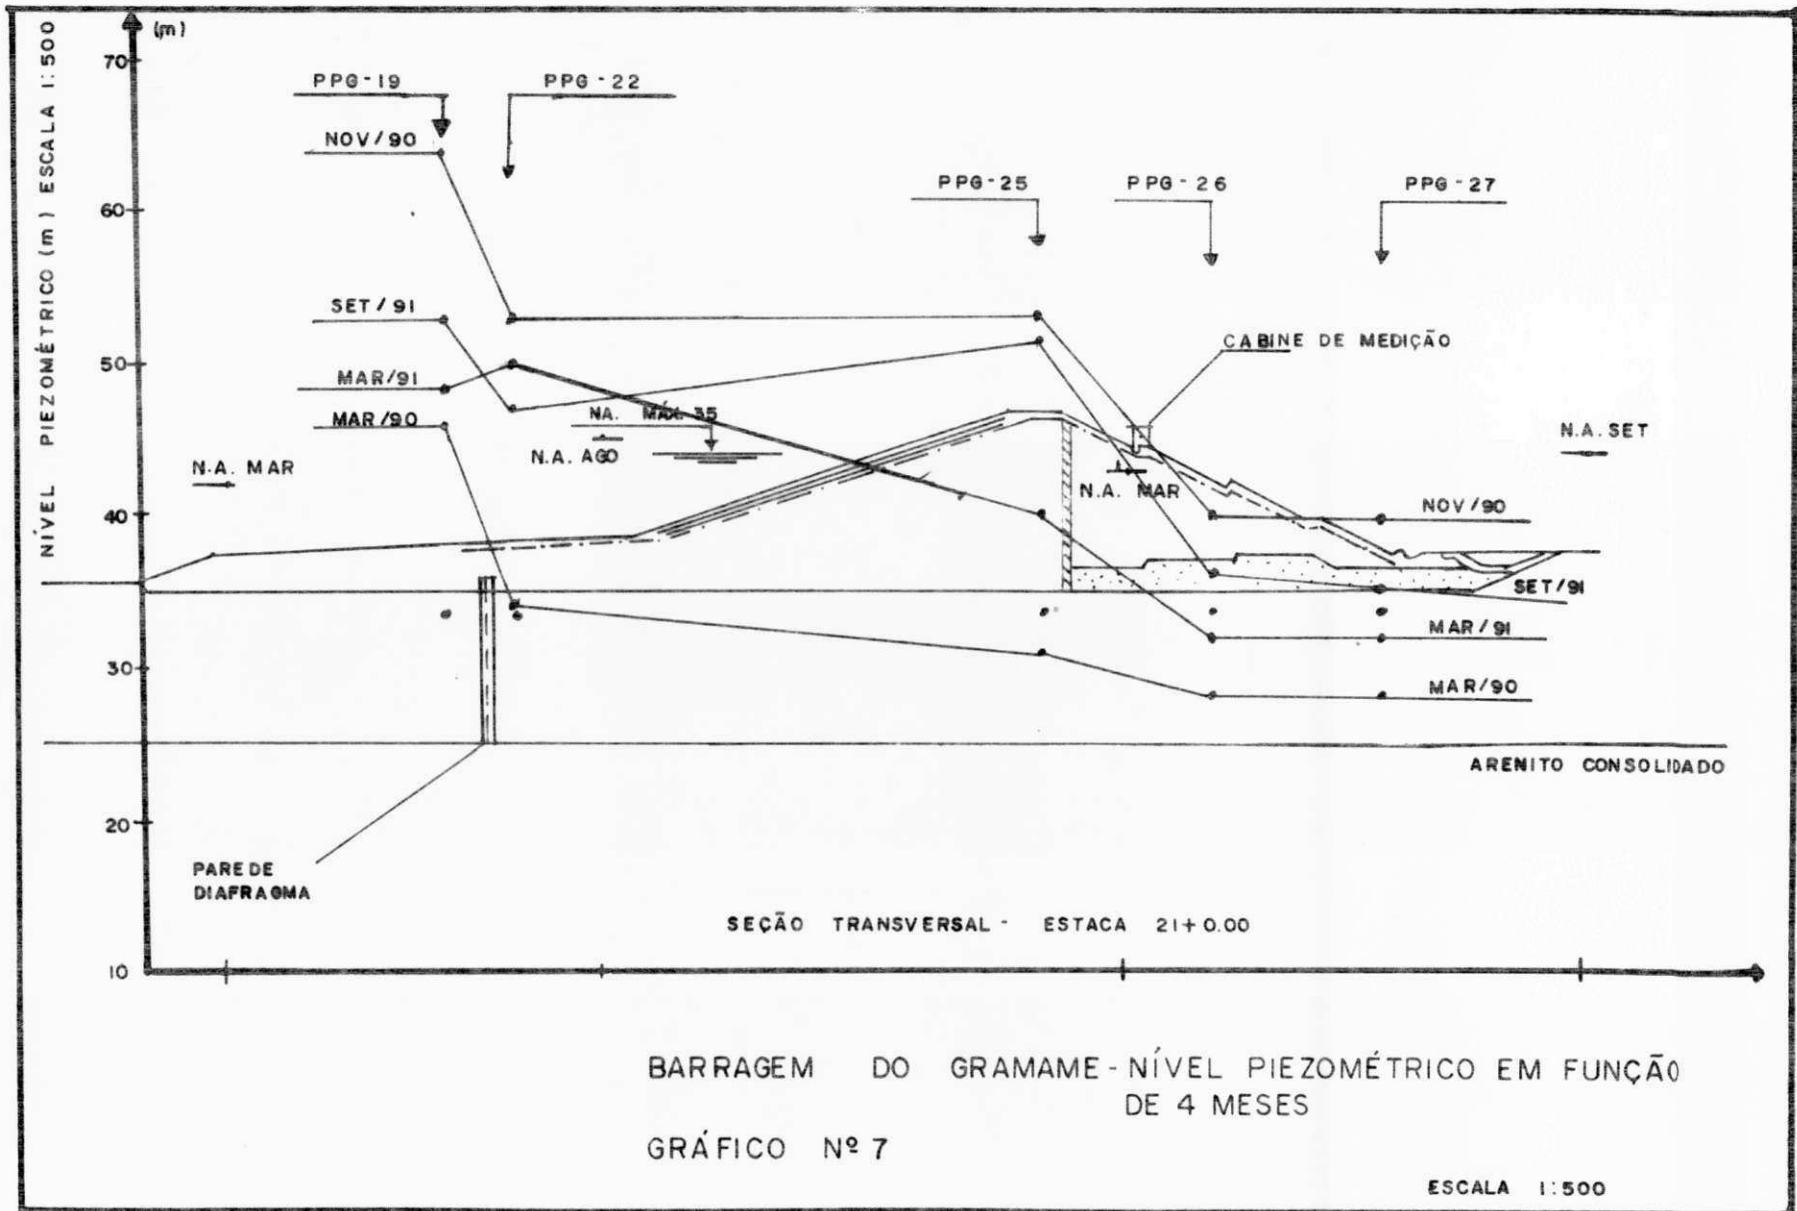 (m)
NÍVEL PIEZOMÉTRICO (m) ESCALA 1:500
70
60
50
40
30
20
10
PPG-19
PPG-22
NOV/90
PPG-25
PPG-26
PPG-27
SET/91
CABINE DE MEDIÇÃO
MAR/91
MAR/90
NA. MÁX. 35
N.A. SET
N.A. AGO
N.A. MAR
N.A. MAR
NOV/90
SET/91
MAR/91
MAR/90
ARENITO CONSOLIDADO
PAREDE
DIAFRAGMA
SEÇÃO TRANSVERSAL - ESTACA 21+0.00
BARRAGEM DO GRAMAME - NÍVEL PIEZOMÉTRICO EM FUNÇÃO
DE 4 MESES
GRÁFICO Nº 7
ESCALA 1:500